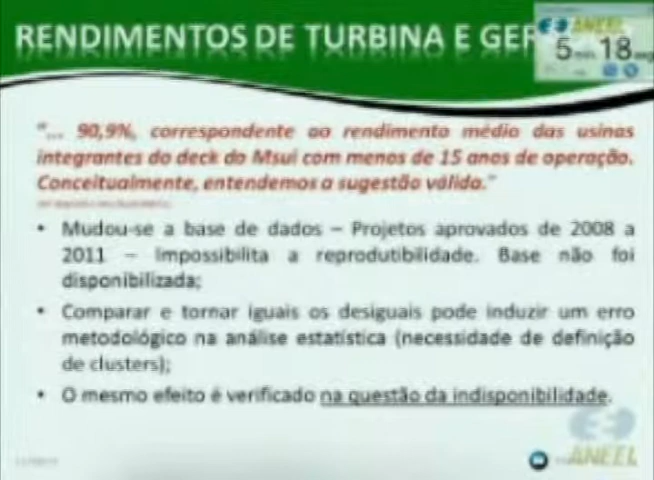 RENDIMENTOS DE TURBINA E GER
ANEEL
5 min 18 seg
"... 90,9%, correspondente ao rendimento médio das usinas
integrantes do deck do Msui com menos de 15 anos de operação.
Conceitualmente, entendemos a sugestão válida."
• Mudou-se a base de dados – Projetos aprovados de 2008 a
2011 – Impossibilita a reprodutibilidade. Base não foi
disponibilizada;
• Comparar e tornar iguais os desiguais pode induzir um erro
metodológico na análise estatística (necessidade de definição
de clusters);
• O mesmo efeito é verificado na questão da indisponibilidade.
ANEEL